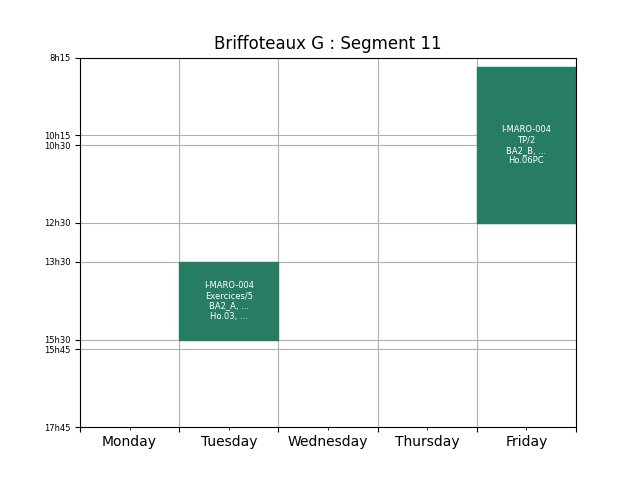 Briffoteaux G : Segment 11
8h15
10h15
10h30
12h30
13h30
15h30
15h45
17h45
I-MARO-004
TP/2
BA2_B, ...
Ho.06PC
I-MARO-004
Exercices/5
BA2_A, ...
Ho.03, ...
Monday
Tuesday
Wednesday
Thursday
Friday